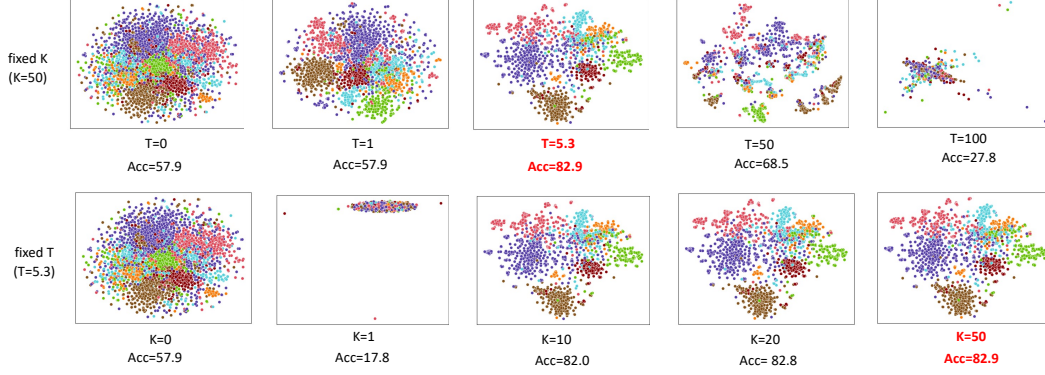 fixed K
(K=50)
T=0
Acc=57.9
T=1
Acc=57.9
T=5.3
Acc=82.9
T=50
Acc=68.5
T=100
Acc=27.8
fixed T
(T=5.3)
K=0
Acc=57.9
K=1
Acc=17.8
K=10
Acc=82.0
K=20
Acc= 82.8
K=50
Acc=82.9